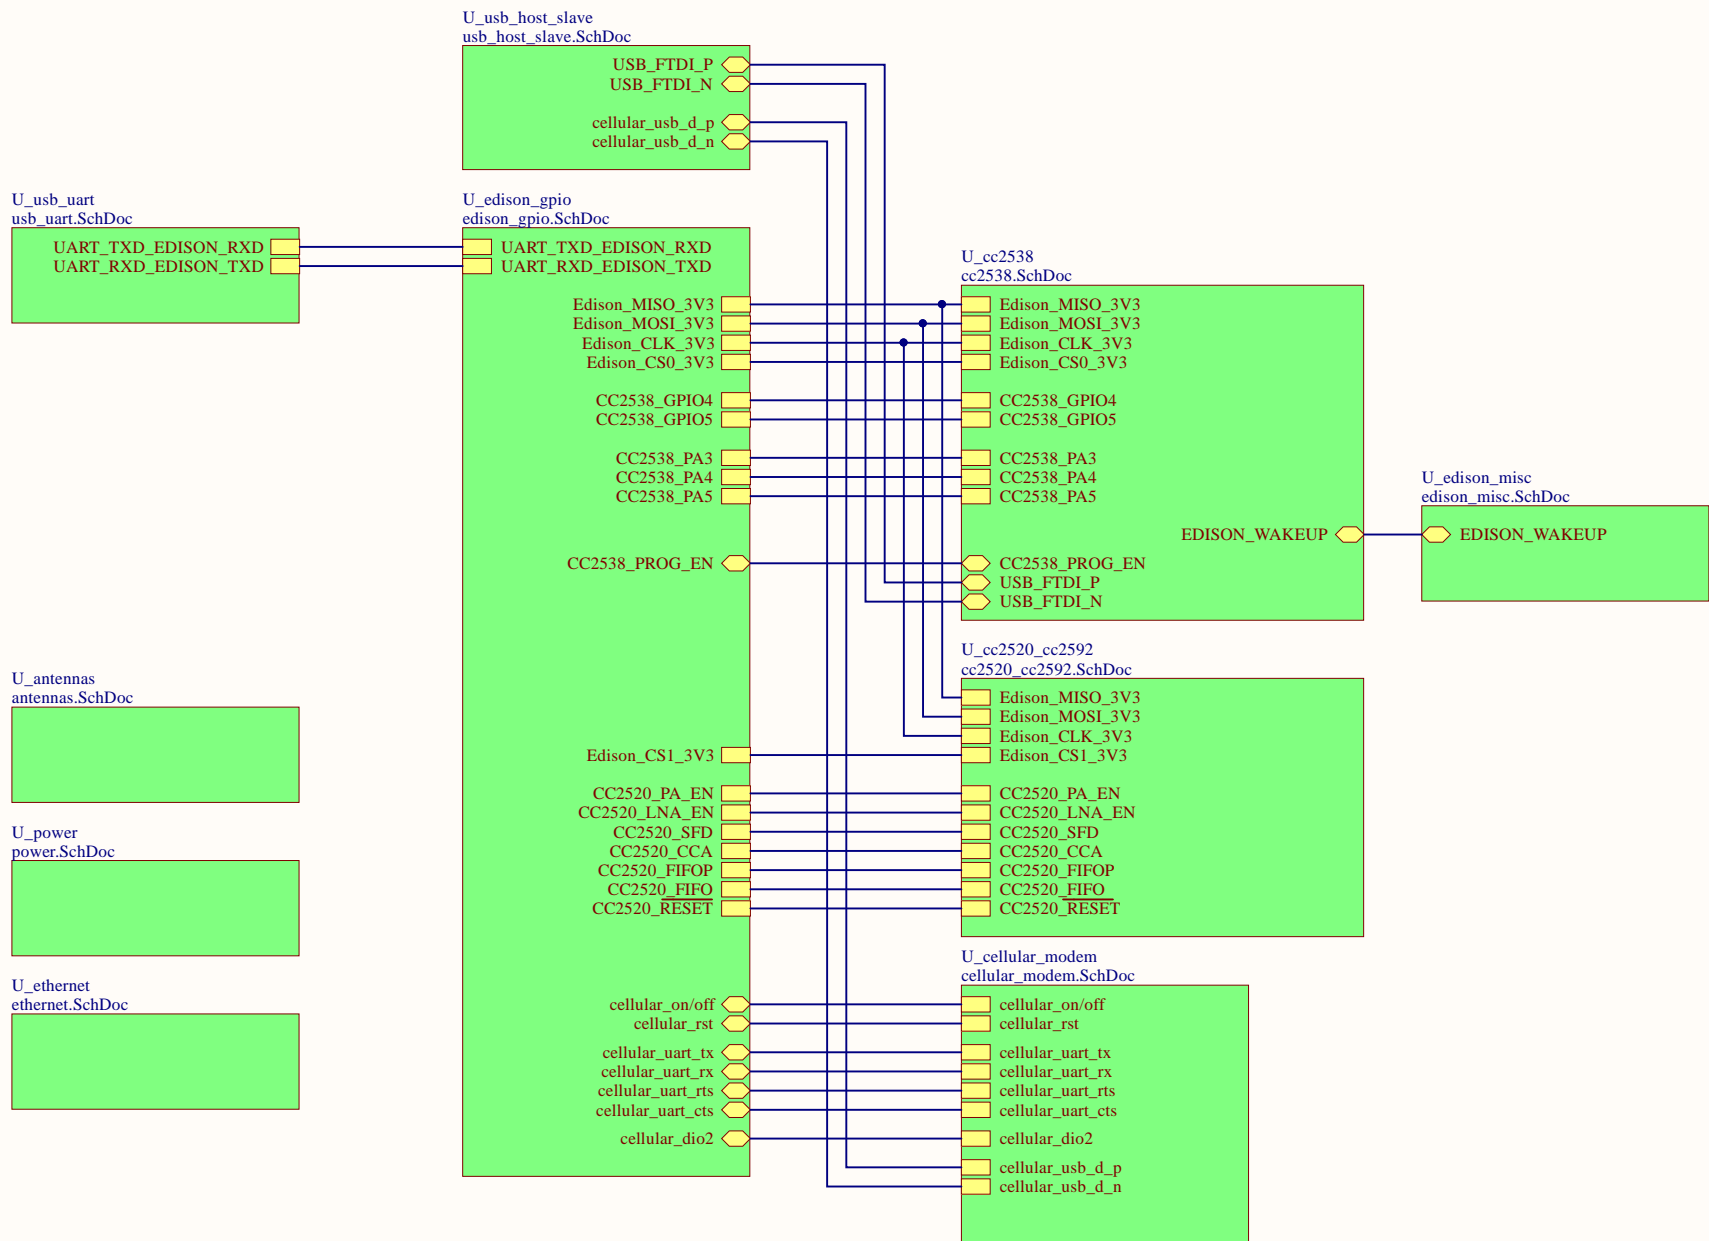 U_usb_host_slave
usb_host_slave.SchDoc
USB_FTDI_P
USB_FTDI_N
cellular_usb_d_p
cellular_usb_d_n
U_usb_uart
usb_uart.SchDoc
UART_TXD_EDISON_RXD
UART_RXD_EDISON_TXD
U_edison_gpio
edison_gpio.SchDoc
UART_TXD_EDISON_RXD
UART_RXD_EDISON_TXD
Edison_MISO_3V3
Edison_MOSI_3V3
Edison_CLK_3V3
Edison_CS0_3V3
CC2538_GPIO4
CC2538_GPIO5
CC2538_PA3
CC2538_PA4
CC2538_PA5
CC2538_PROG_EN
Edison_CS1_3V3
CC2520_PA_EN
CC2520_LNA_EN
CC2520_SFD
CC2520_CCA
CC2520_FIFOP
CC2520_FIFO
CC2520_RESET
cellular_on/off
cellular_rst
cellular_uart_tx
cellular_uart_rx
cellular_uart_rts
cellular_uart_cts
cellular_dio2
U_cc2538
cc2538.SchDoc
Edison_MISO_3V3
Edison_MOSI_3V3
Edison_CLK_3V3
Edison_CS0_3V3
CC2538_GPIO4
CC2538_GPIO5
CC2538_PA3
CC2538_PA4
CC2538_PA5
EDISON_WAKEUP
CC2538_PROG_EN
USB_FTDI_P
USB_FTDI_N
U_edison_misc
edison_misc.SchDoc
EDISON_WAKEUP
U_cc2520_cc2592
cc2520_cc2592.SchDoc
Edison_MISO_3V3
Edison_MOSI_3V3
Edison_CLK_3V3
Edison_CS1_3V3
CC2520_PA_EN
CC2520_LNA_EN
CC2520_SFD
CC2520_CCA
CC2520_FIFOP
CC2520_FIFO
CC2520_RESET
U_antennas
antennas.SchDoc
U_power
power.SchDoc
U_ethernet
ethernet.SchDoc
U_cellular_modem
cellular_modem.SchDoc
cellular_on/off
cellular_rst
cellular_uart_tx
cellular_uart_rx
cellular_uart_rts
cellular_uart_cts
cellular_dio2
cellular_usb_d_p
cellular_usb_d_n